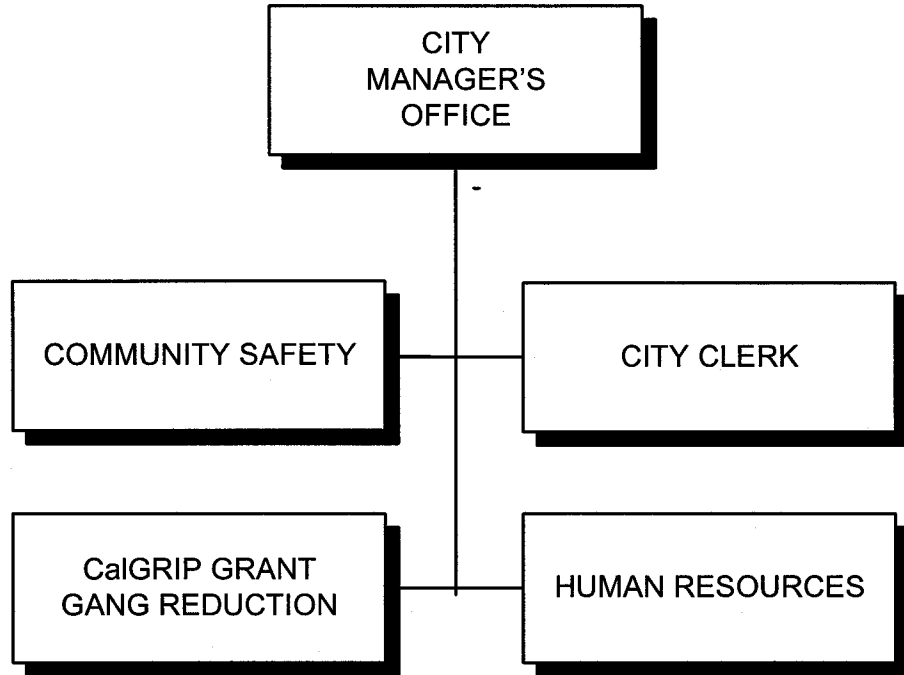 CITY
MANAGER'S
OFFICE
COMMUNITY SAFETY
CITY CLERK
CalGRIP GRANT
GANG REDUCTION
HUMAN RESOURCES